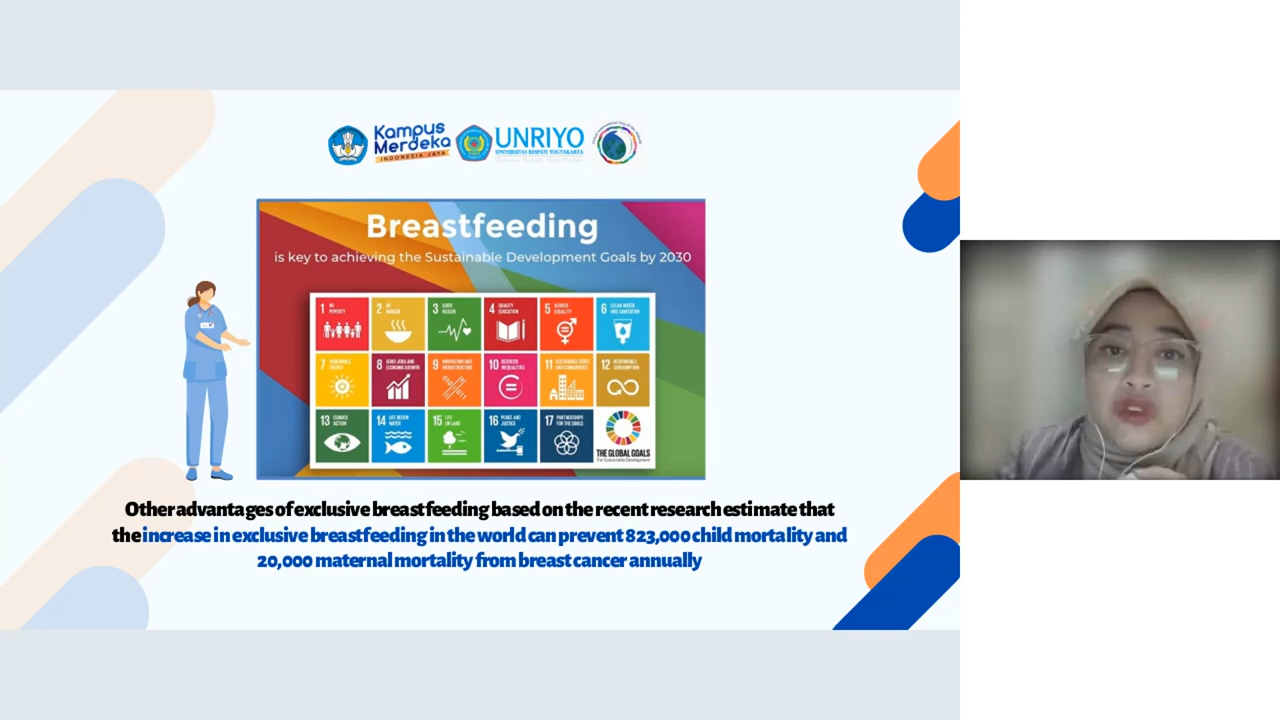 Kampus
Merdeka
INDONESIA JAYA
UNRIYO
UNIVERSITAS RESPATI YOGYAKARTA
Breastfeeding
is key to achieving the Sustainable Development Goals by 2030
1 NO POVERTY
2 NO HUNGER
3 GOOD HEALTH
4 QUALITY EDUCATION
5 GENDER EQUALITY
6 CLEAN WATER AND SANITATION
7 RENEWABLE ENERGY
8 GOOD JOBS AND ECONOMIC GROWTH
9 INNOVATION AND INFRASTRUCTURE
10 REDUCED INEQUALITIES
11 SUSTAINABLE CITIES AND COMMUNITIES
12 RESPONSIBLE CONSUMPTION
13 CLIMATE ACTION
14 LIFE BELOW WATER
15 LIFE ON LAND
16 PEACE AND JUSTICE
17 PARTNERSHIPS FOR THE GOALS
THE GLOBAL GOALS
For Sustainable Development
Other advantages of exclusive breastfeeding based on the recent research estimate that
the increase in exclusive breastfeeding in the world can prevent 823,000 child mortality and
20,000 maternal mortality from breast cancer annually